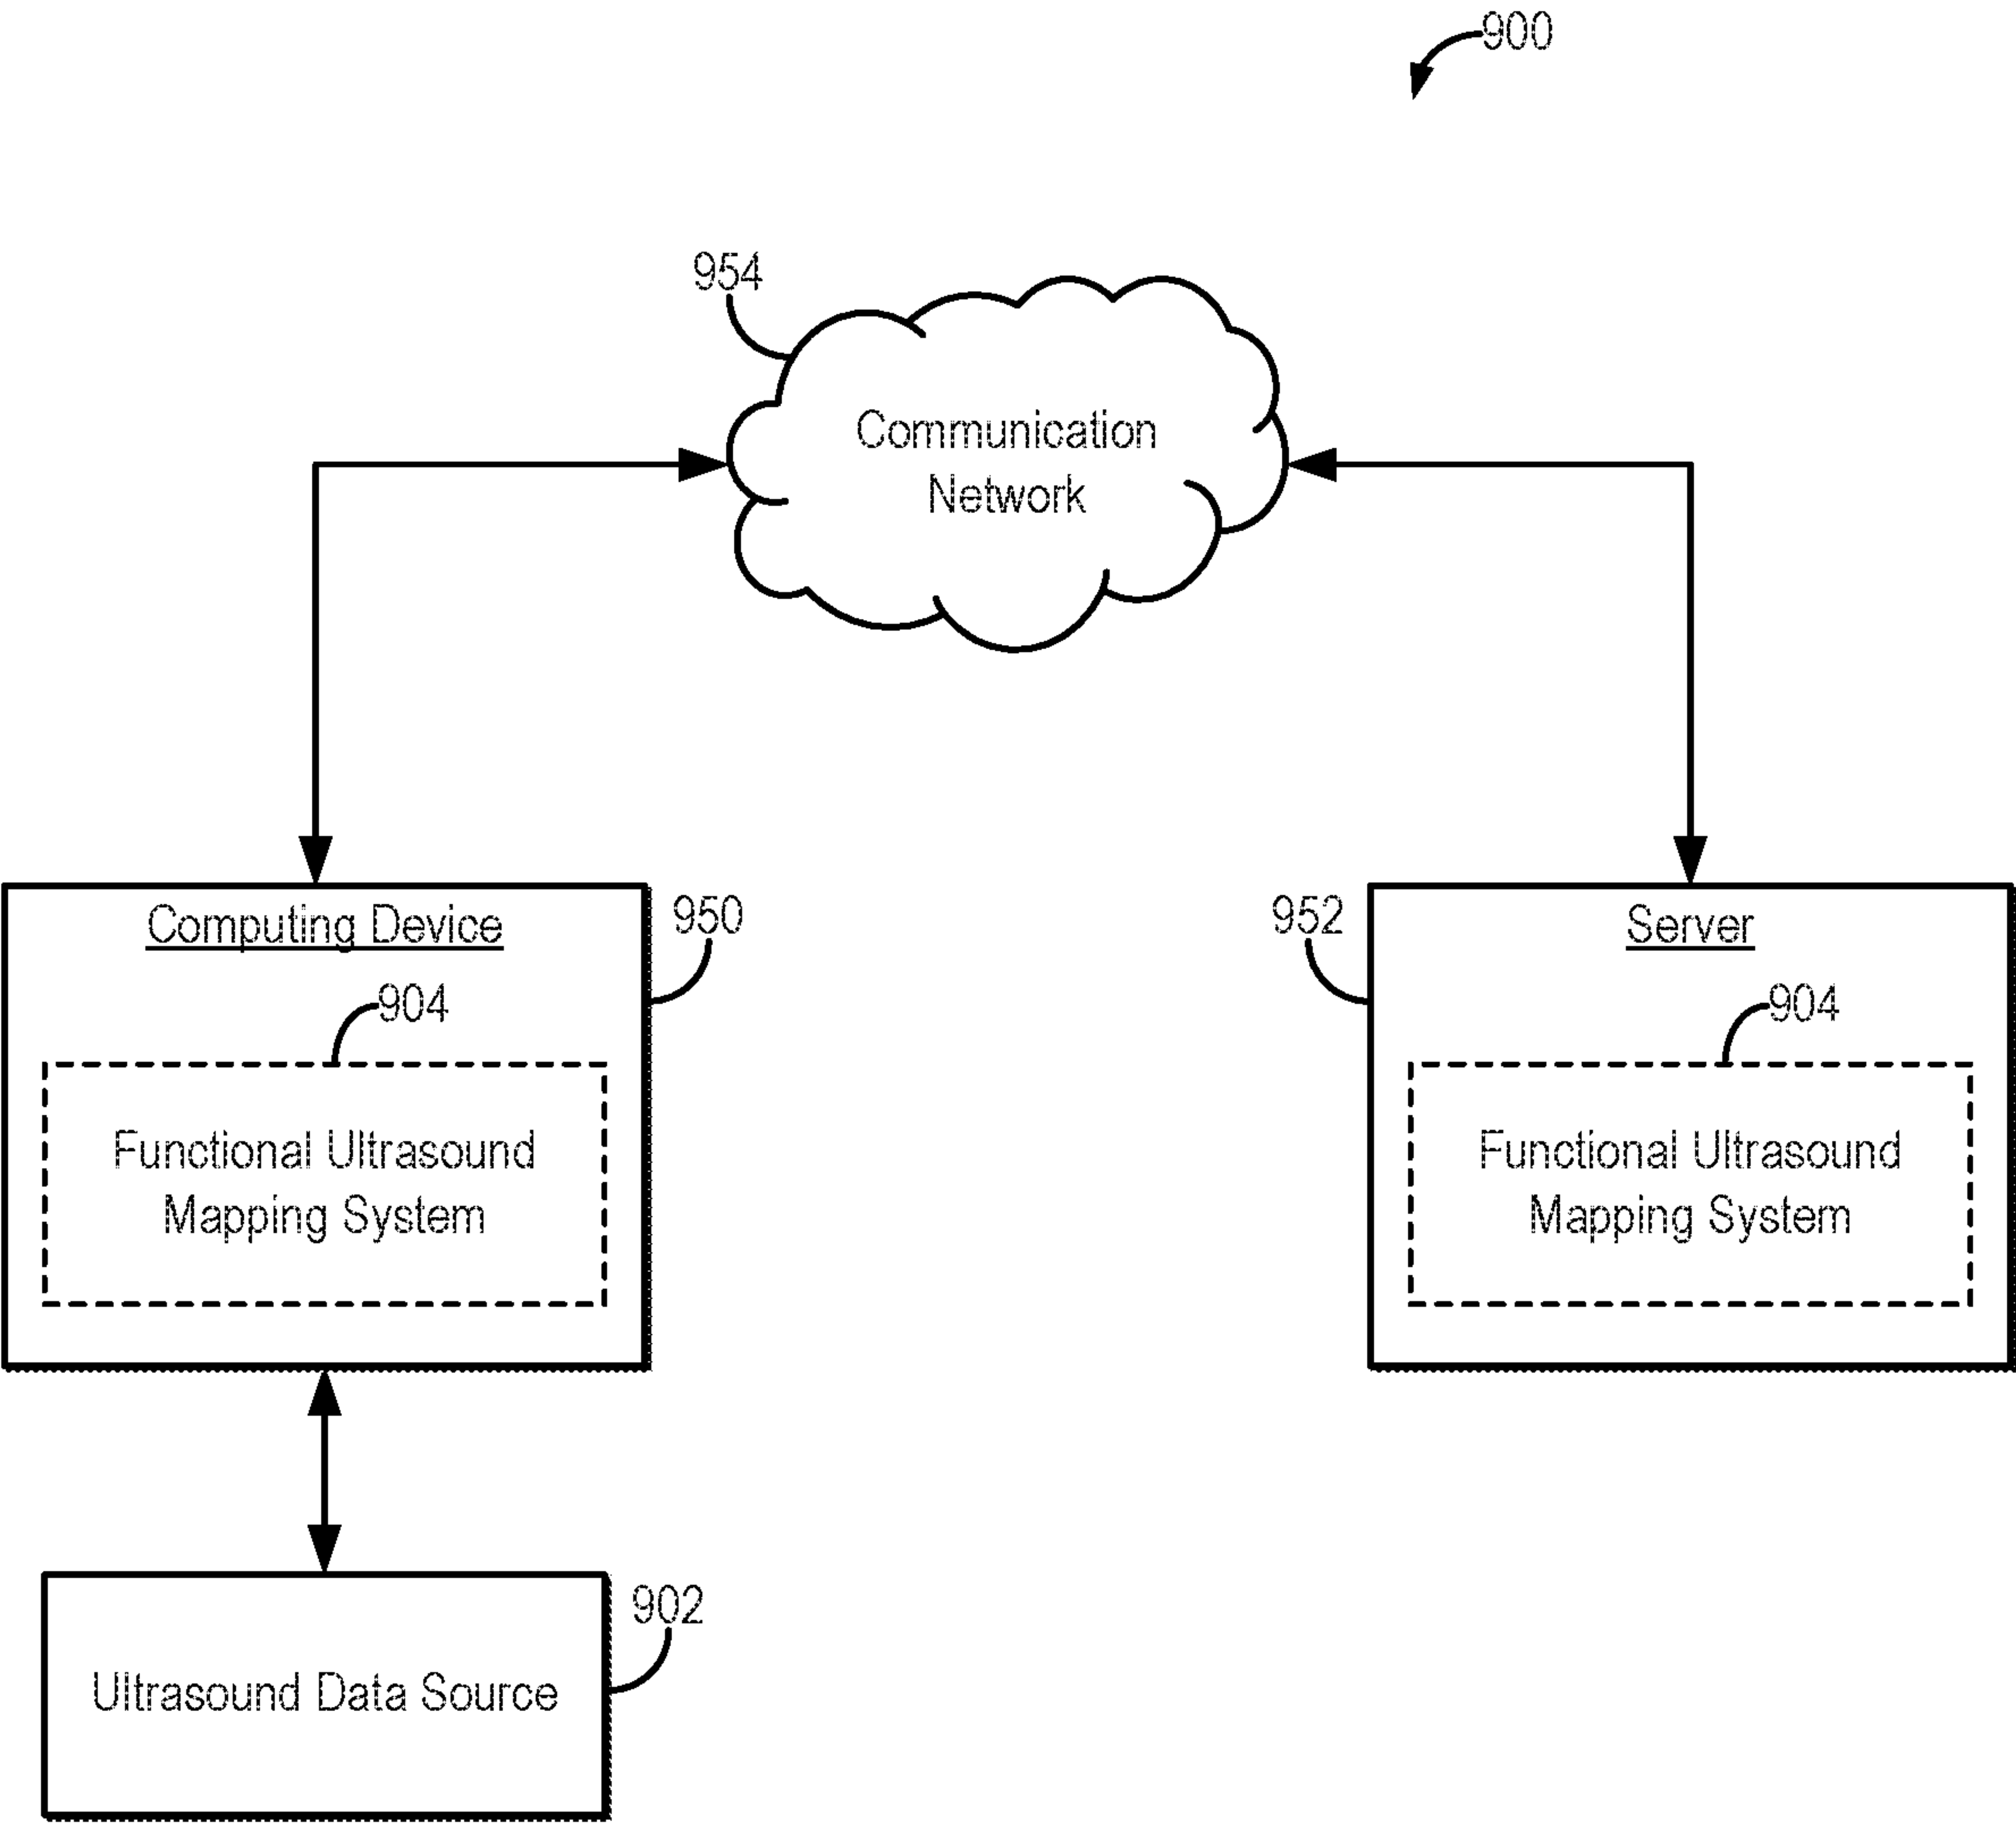 900
954
Communication
Network
Computing Device
950
904
Functional Ultrasound
Mapping System
952
Server
904
Functional Ultrasound
Mapping System
902
Ultrasound Data Source